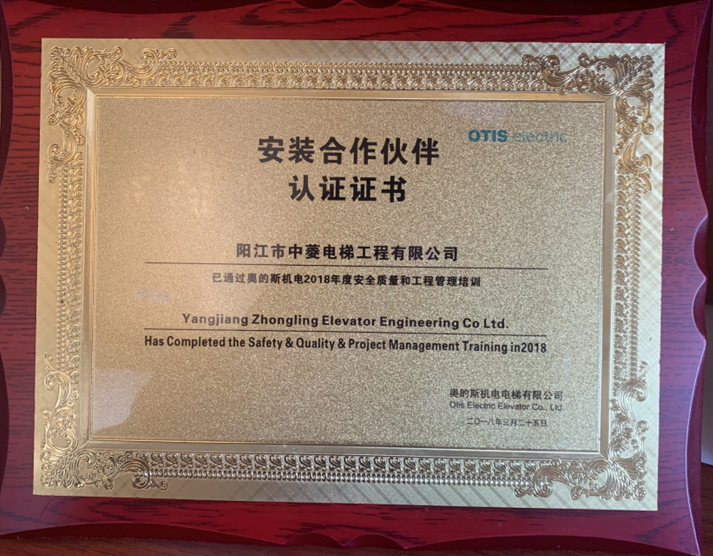 OTIS electric
安装合作伙伴
认证证书
阳江市中菱电梯工程有限公司
已通过奥的斯机电2018年度安全质量和工程管理培训
Yangjiang Zhongling Elevator Engineering Co Ltd.
Has Completed the Safety & Quality & Project Management Training in2018
奥的斯机电电梯有限公司
Otis Electric Elevator Co., Ltd.
二〇一八年三月二十五日